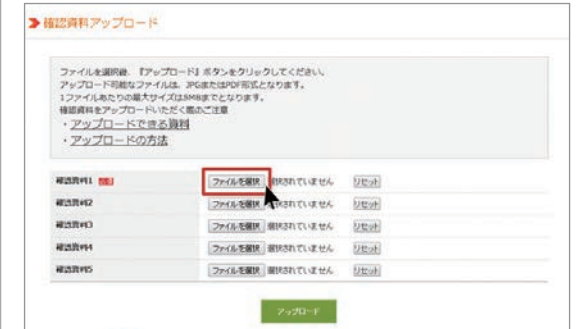 確認資料アップロード
ファイルを選択後、『アップロード』ボタンをクリックしてください。
アップロード可能なファイルは、JPGまたはPDF形式となります。
1ファイルあたりの最大サイズは5MBまでとなります。
確認資料をアップロードいただく際のご注意
・アップロードできる資料
・アップロードの方法
確認資料1 必須 ファイルを選択 選択されていません リセット
確認資料2 ファイルを選択 選択されていません リセット
確認資料3 ファイルを選択 選択されていません リセット
確認資料4 ファイルを選択 選択されていません リセット
確認資料5 ファイルを選択 選択されていません リセット
アップロード